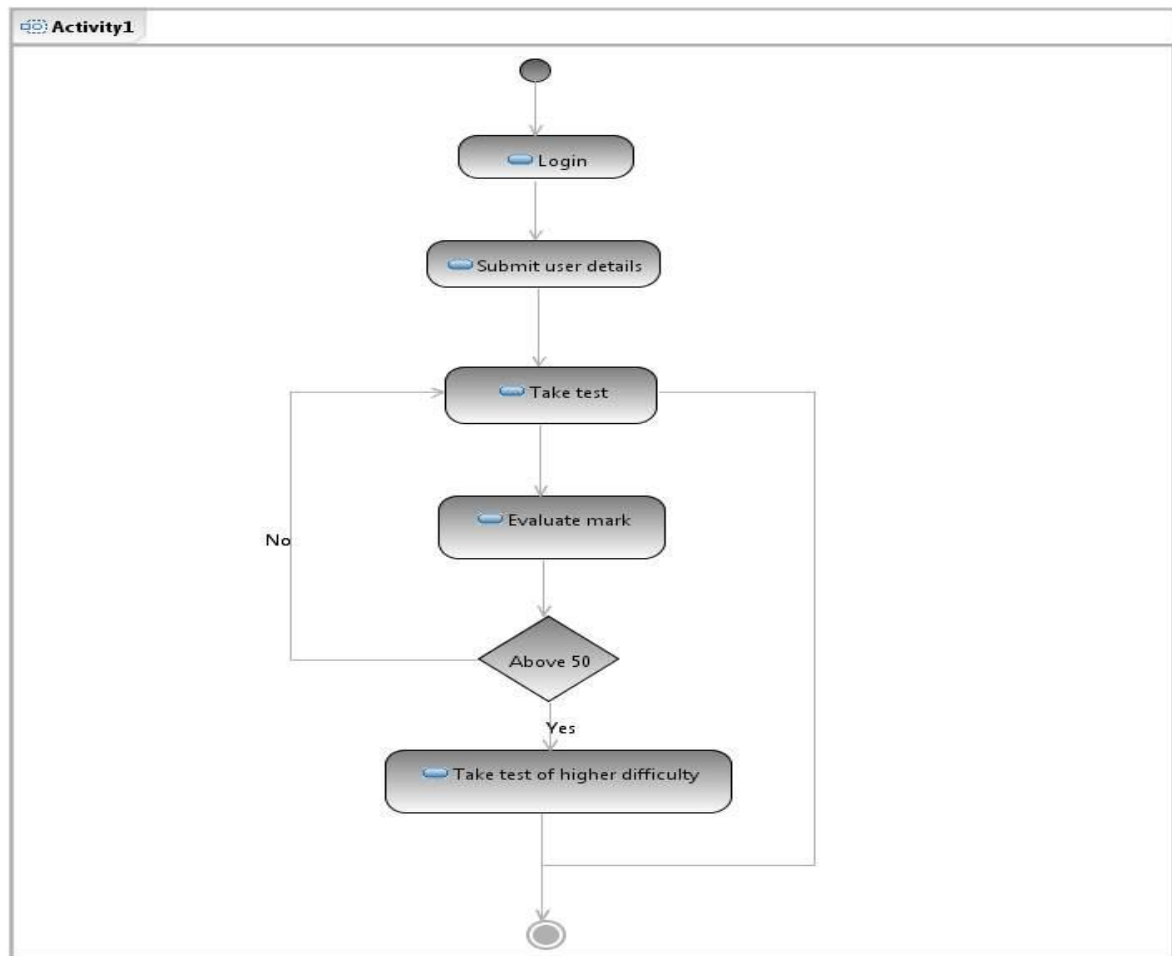 Activity1
Login
Submit user details
Take test
Evaluate mark
No
Above 50
Yes
Take test of higher difficulty